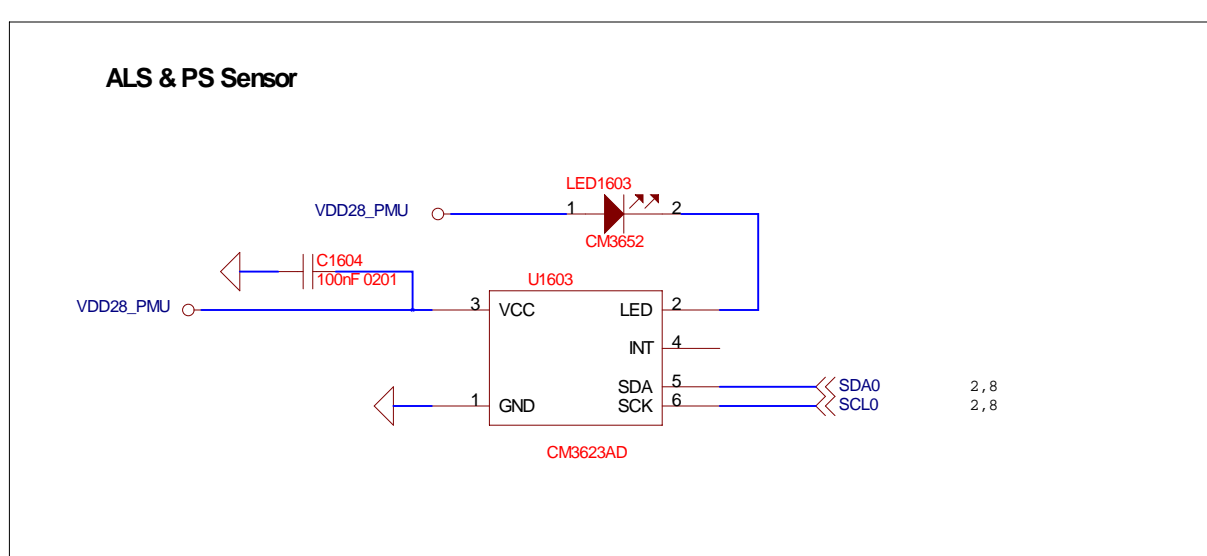 ALS & PS Sensor
LED1603
VDD28_PMU
1
2
CM3652
C1604
100nF 0201
U1603
VDD28_PMU
3
VCC
LED
2
INT
4
SDA
5
SDA0
2,8
1
GND
SCK
6
SCL0
2,8
CM3623AD